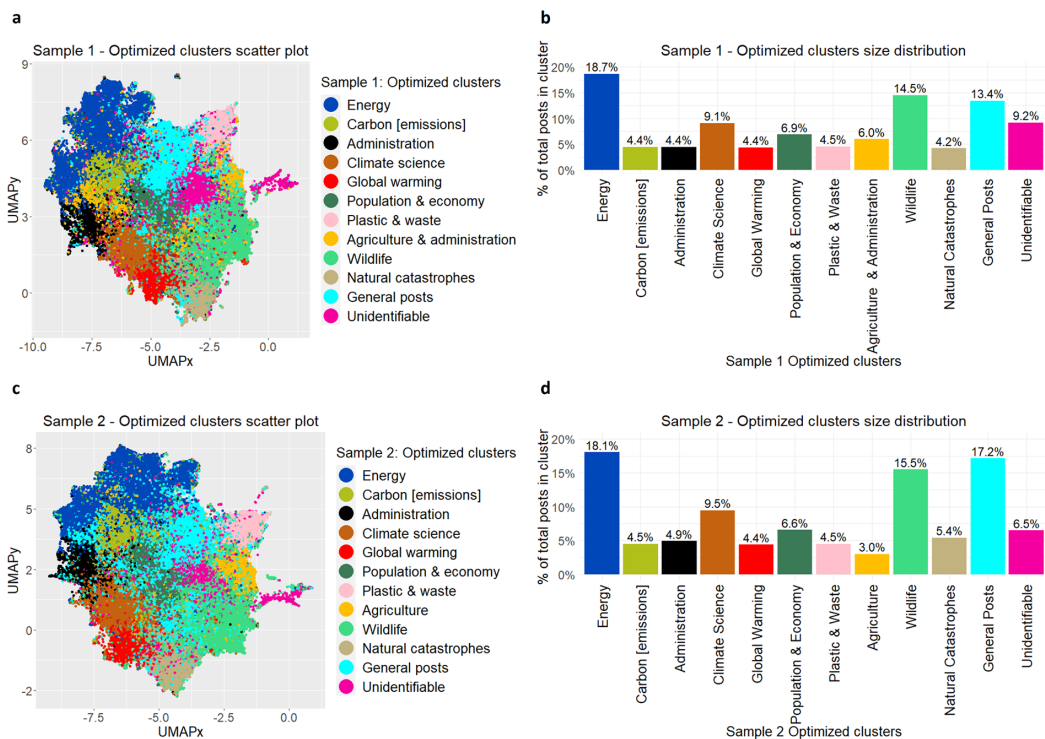 a
Sample 1 - Optimized clusters scatter plot
9
6
3
0
UMAPy
-10.0
-7.5
-5.0
-2.5
0.0
UMAPx
Sample 1: Optimized clusters
Energy
Carbon [emissions]
Administration
Climate science
Global warming
Population & economy
Plastic & waste
Agriculture & administration
Wildlife
Natural catastrophes
General posts
Unidentifiable
b
Sample 1 - Optimized clusters size distribution
% of total posts in cluster
20%
15%
10%
5%
0%
18.7%
4.4%
4.4%
9.1%
4.4%
6.9%
4.5%
6.0%
14.5%
4.2%
13.4%
9.2%
Energy
Carbon [emissions]
Administration
Climate Science
Global Warming
Population & Economy
Plastic & Waste
Agriculture & Administration
Wildlife
Natural Catastrophes
General Posts
Unidentifiable
Sample 1 Optimized clusters
c
Sample 2 - Optimized clusters scatter plot
8
5
2
0
-2
UMAPy
-7.5
-5.0
-2.5
0.0
UMAPx
Sample 2: Optimized clusters
Energy
Carbon [emissions]
Administration
Climate science
Global warming
Population & economy
Plastic & waste
Agriculture
Wildlife
Natural catastrophes
General posts
Unidentifiable
d
Sample 2 - Optimized clusters size distribution
% of total posts in cluster
20%
15%
10%
5%
0%
18.1%
4.5%
4.9%
9.5%
4.4%
6.6%
4.5%
3.0%
15.5%
5.4%
17.2%
6.5%
Energy
Carbon [emissions]
Administration
Climate Science
Global Warming
Population & Economy
Plastic & Waste
Agriculture
Wildlife
Natural Catastrophes
General Posts
Unidentifiable
Sample 2 Optimized clusters